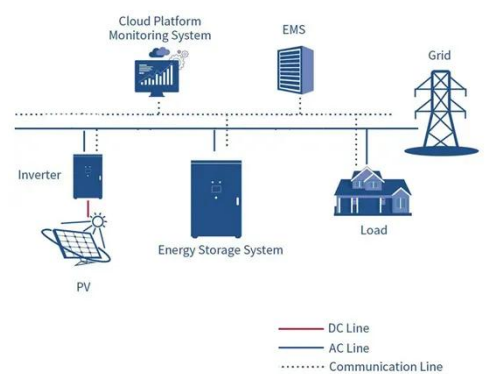 Cloud Platform
Monitoring System
EMS
Grid
Inverter
Energy Storage System
Load
PV
DC Line
AC Line
Communication Line